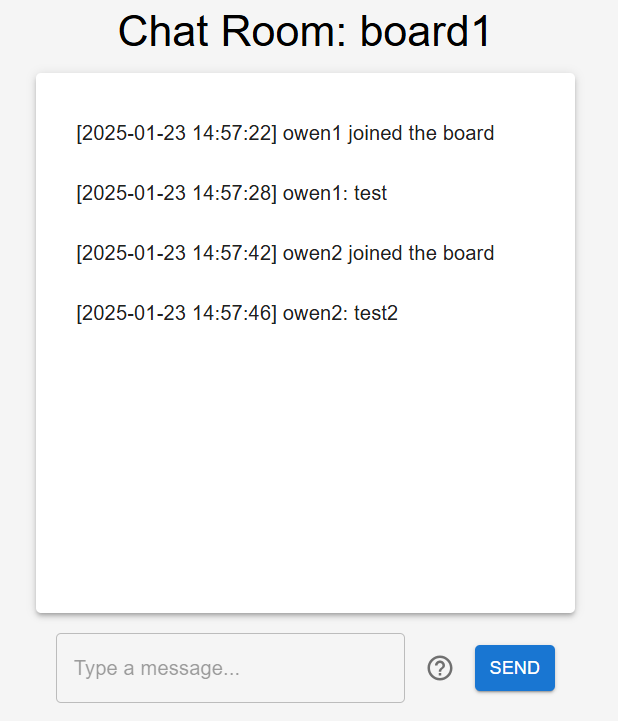 Chat Room: board1
[2025-01-23 14:57:22] owen1 joined the board
[2025-01-23 14:57:28] owen1: test
[2025-01-23 14:57:42] owen2 joined the board
[2025-01-23 14:57:46] owen2: test2
Type a message...
?
SEND